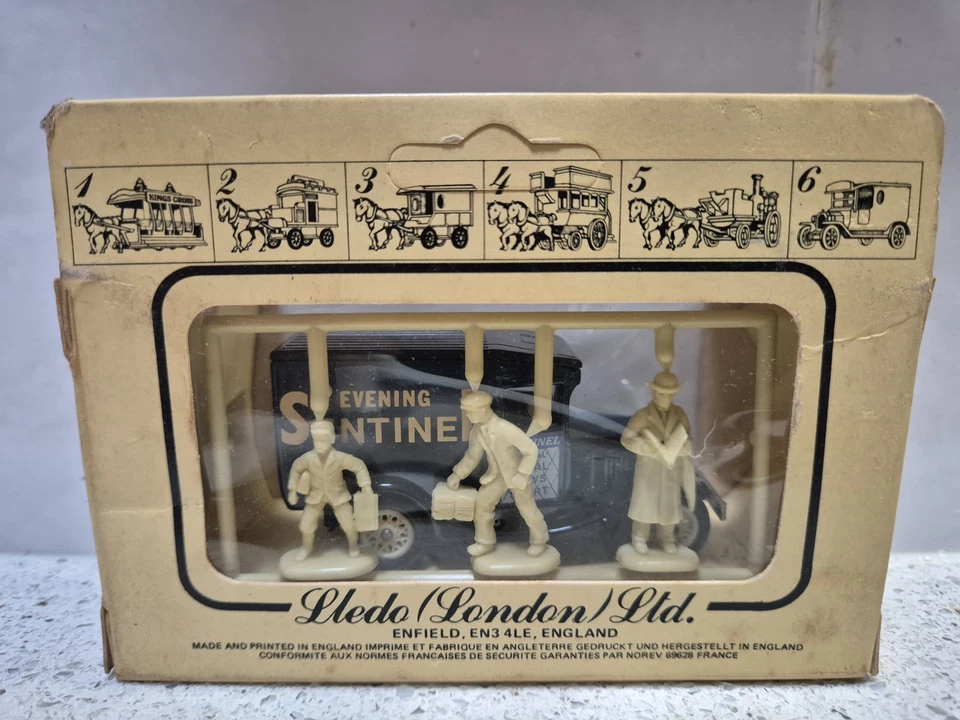 1
2
3
4
5
6
KINGS CROSS
EVENING
SENTINEL
Lledo (London) Ltd.
ENFIELD, EN3 4LE, ENGLAND
MADE AND PRINTED IN ENGLAND IMPRIME ET FABRIQUE EN ANGLETERRE GEDRUCKT UND HERGESTELLT IN ENGLAND
CONFORMITE AUX NORMES FRANCAISES DE SECURITE GARANTIES PAR NOREV 69628 FRANCE